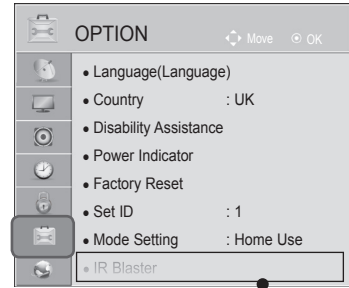 OPTION
Move ⊙ OK
• Language(Language)
• Country : UK
• Disability Assistance
• Power Indicator
• Factory Reset
• Set ID : 1
• Mode Setting : Home Use
• IR Blaster